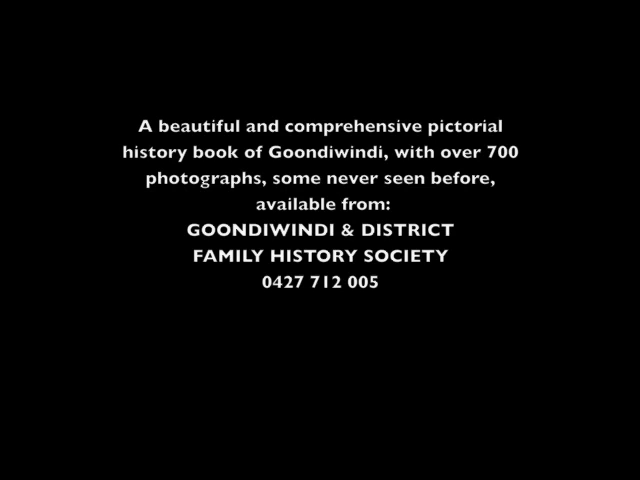 A beautiful and comprehensive pictorial
history book of Goondiwindi, with over 700
photographs, some never seen before,
available from:
GOONDIWINDI & DISTRICT
FAMILY HISTORY SOCIETY
0427 712 005